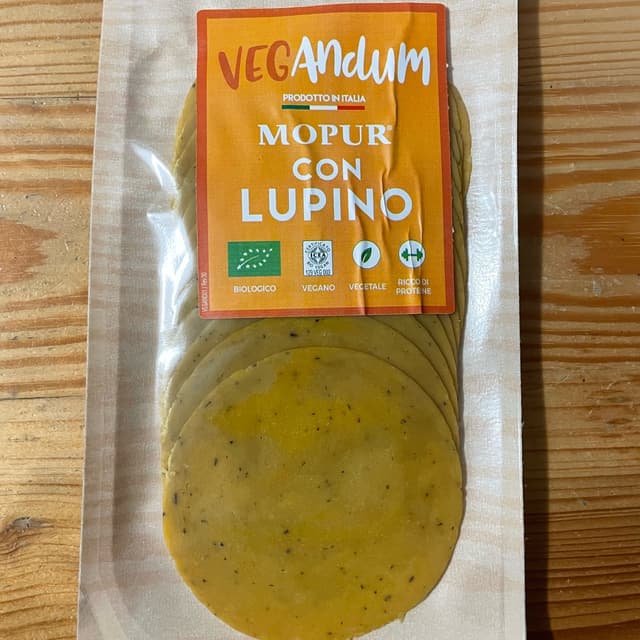 VEGANdUM
PRODOTTO IN ITALIA
MOPUR®
CON
LUPINO
BIOLOGICO
VEGANO
VEGETALE
RICCO DI
PROTEINE